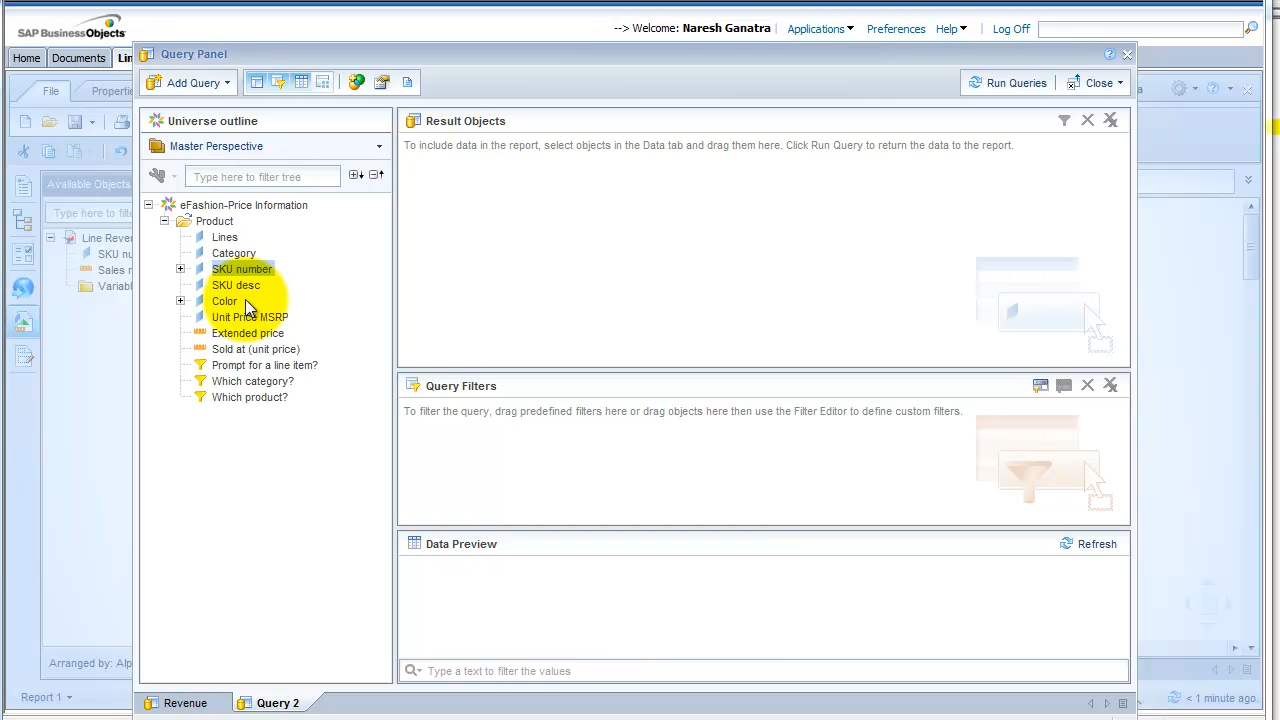 SAP BusinessObjects
--> Welcome: Naresh Ganatra
Applications
Preferences
Help
Log Off
Home
Documents
File
Query Panel
Add Query
Run Queries
Close
Universe outline
Master Perspective
Type here to filter tree
eFashion-Price Information
Product
Lines
Category
SKU number
SKU desc
Color
Unit Price MSRP
Extended price
Sold at (unit price)
Prompt for a line item?
Which category?
Which product?
Result Objects
To include data in the report, select objects in the Data tab and drag them here. Click Run Query to return the data to the report.
Query Filters
To filter the query, drag predefined filters here or drag objects here then use the Filter Editor to define custom filters.
Data Preview
Refresh
Type a text to filter the values
Revenue
Query 2
Available Objects
Type here to
Line
Arranged by:
Report 1
< 1 minute ago